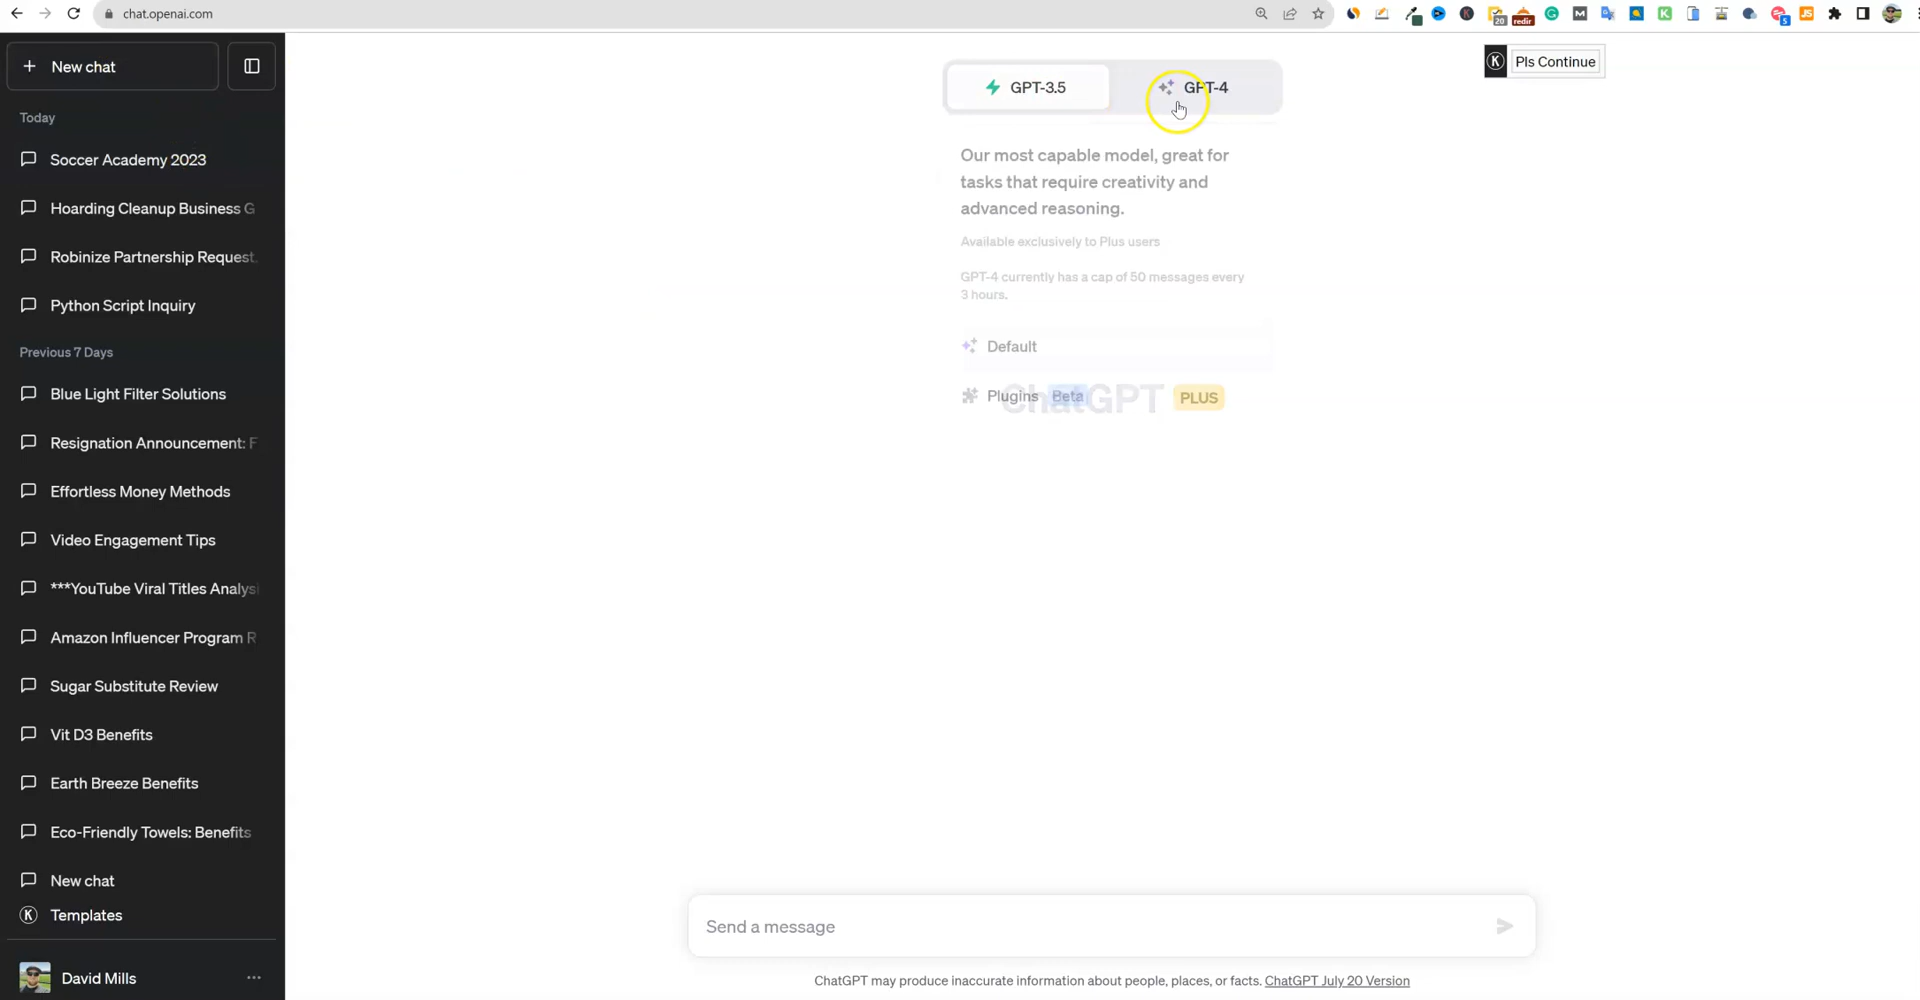 chat.openai.com
20
redir
5
New chat
Today
Soccer Academy 2023
Hoarding Cleanup Business G
Robinize Partnership Request.
Python Script Inquiry
Previous 7 Days
Blue Light Filter Solutions
Resignation Announcement: F
Effortless Money Methods
Video Engagement Tips
***YouTube Viral Titles Analys
Amazon Influencer Program R
Sugar Substitute Review
Vit D3 Benefits
Earth Breeze Benefits
Eco-Friendly Towels: Benefits
New chat
K Templates
David Mills
GPT-3.5
GPT-4
Our most capable model, great for
tasks that require creativity and
advanced reasoning.
Available exclusively to Plus users
GPT-4 currently has a cap of 50 messages every
3 hours.
Default
Plugins Beta
ChatGPT PLUS
K Pls Continue
Send a message
ChatGPT may produce inaccurate information about people, places, or facts. ChatGPT July 20 Version